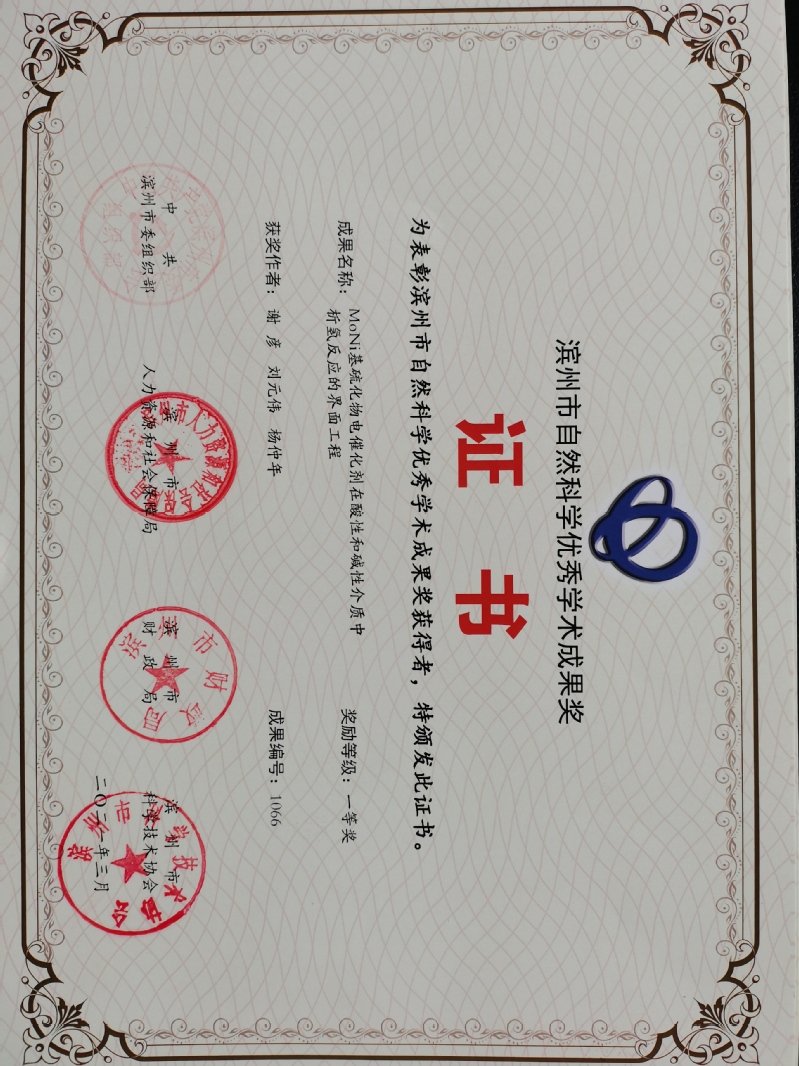 滨州市自然科学优秀学术成果奖
证书
为表彰滨州市自然科学优秀学术成果奖获得者，特颁发此证书。
成果名称：MoNi基硫化物电催化剂在酸性和碱性介质中
析氢反应的界面工程
奖励等级：一等奖
获奖作者：谢彦 刘元伟 杨仲年
成果编号：1066
中共
滨州市委组织部
滨州市
人力资源和社会保障局
滨州市
财政局
滨州市
科学技术协会
年三月